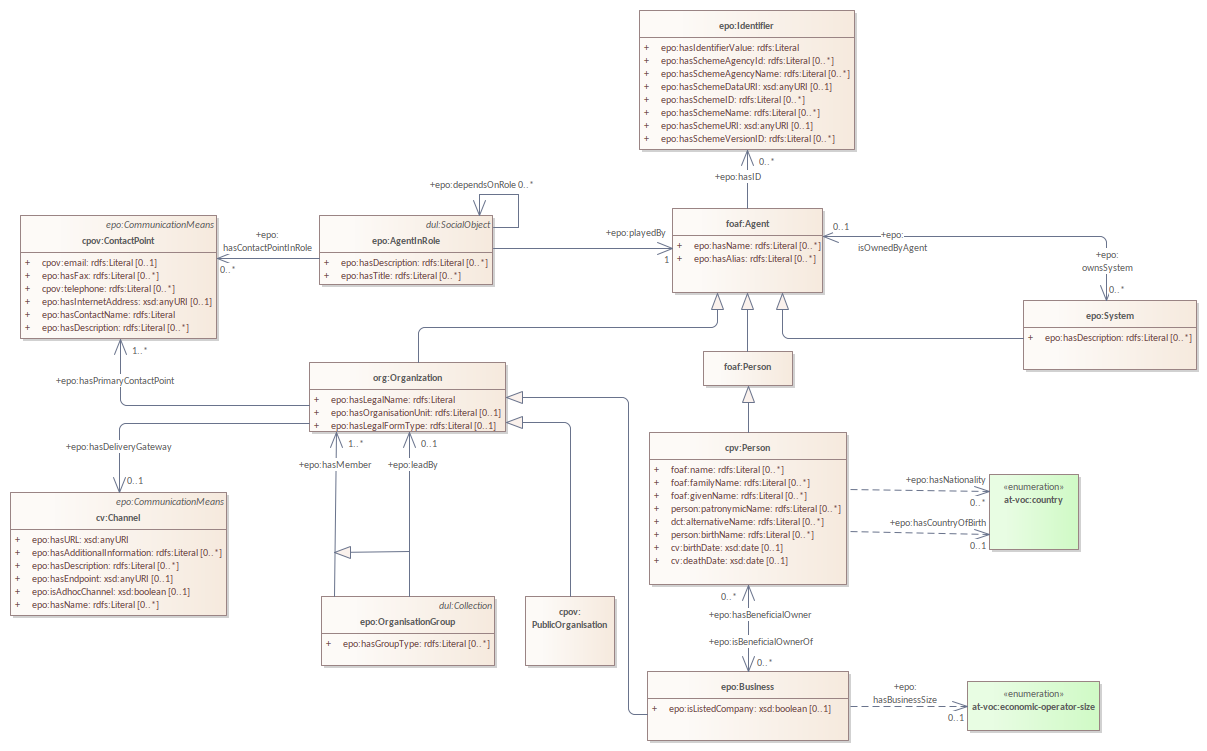 epo:Identifier
+ epo:hasIdentifierValue: rdfs:Literal
+ epo:hasSchemeAgencyId: rdfs:Literal [0..*]
+ epo:hasSchemeAgencyName: rdfs:Literal [0..*]
+ epo:hasSchemeDataURI: xsd:anyURI [0..1]
+ epo:hasSchemeID: rdfs:Literal [0..*]
+ epo:hasSchemeName: rdfs:Literal [0..*]
+ epo:hasSchemeURI: xsd:anyURI [0..1]
+ epo:hasSchemeVersionID: rdfs:Literal [0..*]
0..*
+epo:hasID
+epo:dependsOnRole 0..*
epo:CommunicationMeans
cpov:ContactPoint
+ cpov:email: rdfs:Literal [0..1]
+ epo:hasFax: rdfs:Literal [0..*]
+ cpov:telephone: rdfs:Literal [0..*]
+ epo:hasInternetAddress: xsd:anyURI [0..1]
+ epo:hasContactName: rdfs:Literal
+ epo:hasDescription: rdfs:Literal [0..*]
+epo:
hasContactPointInRole
0..*
dul:SocialObject
epo:AgentInRole
+ epo:hasDescription: rdfs:Literal [0..*]
+ epo:hasTitle: rdfs:Literal [0..*]
+epo:playedBy
1
foaf:Agent
+ epo:hasName: rdfs:Literal [0..*]
+ epo:hasAlias: rdfs:Literal [0..*]
0..1
+epo:
isOwnedByAgent
+epo:
ownsSystem
0..*
epo:System
+ epo:hasDescription: rdfs:Literal [0..*]
1..*
+epo:hasPrimaryContactPoint
org:Organization
+ epo:hasLegalName: rdfs:Literal
+ epo:hasOrganisationUnit: rdfs:Literal [0..1]
+ epo:hasLegalFormType: rdfs:Literal [0..1]
foaf:Person
+epo:hasDeliveryGateway
0..1
1..*
+epo:hasMember
0..1
+epo:leadBy
epo:CommunicationMeans
cv:Channel
+ epo:hasURL: xsd:anyURI
+ epo:hasAdditionalInformation: rdfs:Literal [0..*]
+ epo:hasDescription: rdfs:Literal [0..*]
+ epo:hasEndpoint: xsd:anyURI [0..1]
+ epo:isAdhocChannel: xsd:boolean [0..1]
+ epo:hasName: rdfs:Literal [0..*]
cpv:Person
+ foaf:name: rdfs:Literal [0..*]
+ foaf:familyName: rdfs:Literal [0..*]
+ foaf:givenName: rdfs:Literal [0..*]
+ person:patronymicName: rdfs:Literal [0..*]
+ dct:alternativeName: rdfs:Literal [0..*]
+ person:birthName: rdfs:Literal [0..*]
+ cv:birthDate: xsd:date [0..1]
+ cv:deathDate: xsd:date [0..1]
+epo:hasNationality
0..*
+epo:hasCountryOfBirth
0..1
«enumeration»
at-voc:country
dul:Collection
epo:OrganisationGroup
+ epo:hasGroupType: rdfs:Literal [0..*]
cpov:
PublicOrganisation
0..*
+epo:hasBeneficialOwner
+epo:isBeneficialOwnerOf
0..*
epo:Business
+ epo:isListedCompany: xsd:boolean [0..1]
+epo:
hasBusinessSize
0..1
«enumeration»
at-voc:economic-operator-size